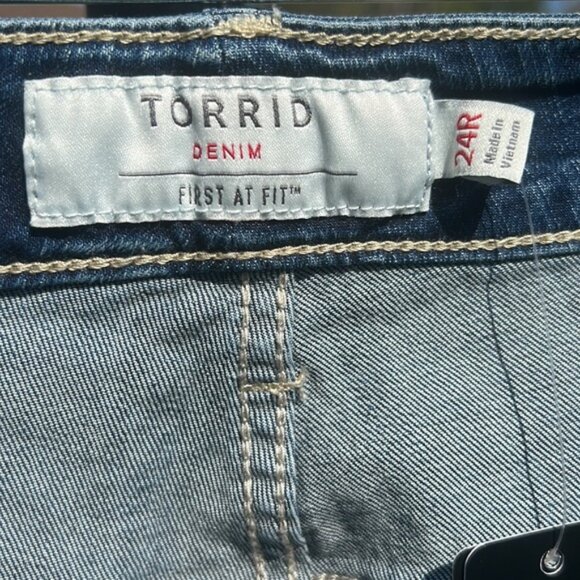 TORRID
DENIM
FIRST AT FIT™
24R
Made In
Vietnam